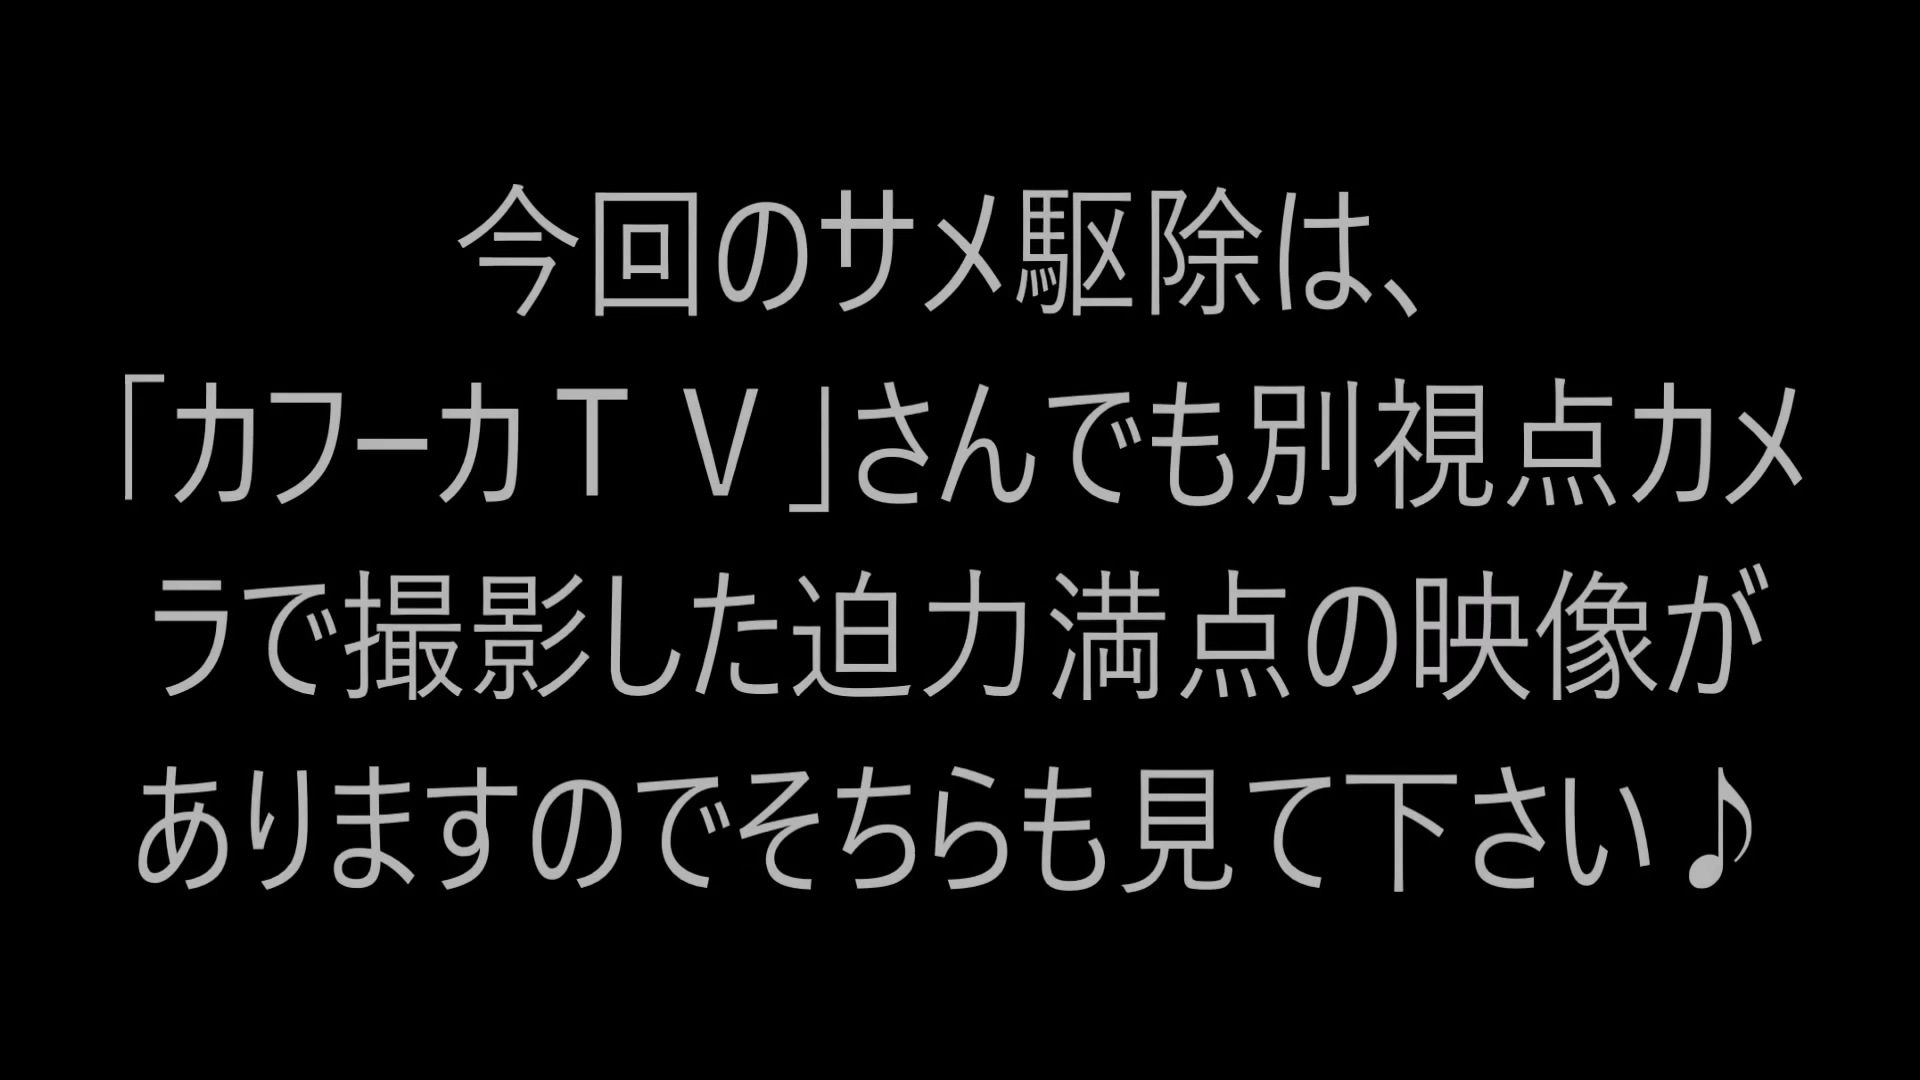 今回のサメ駆除は、
「カフーカＴＶ」さんでも別視点カメ
ラで撮影した迫力満点の映像が
ありますのでそちらも見て下さい♪